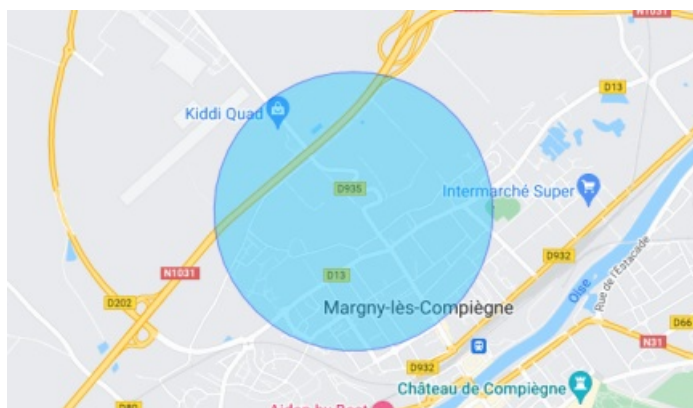 N1031
N1031
D13
Kiddi Quad
D935
Intermarché Super
D932
Rue de l'Estacade
Oise
N1031
D13
D202
Margny-lès-Compiègne
D66
N31
D932
Château de Compiègne